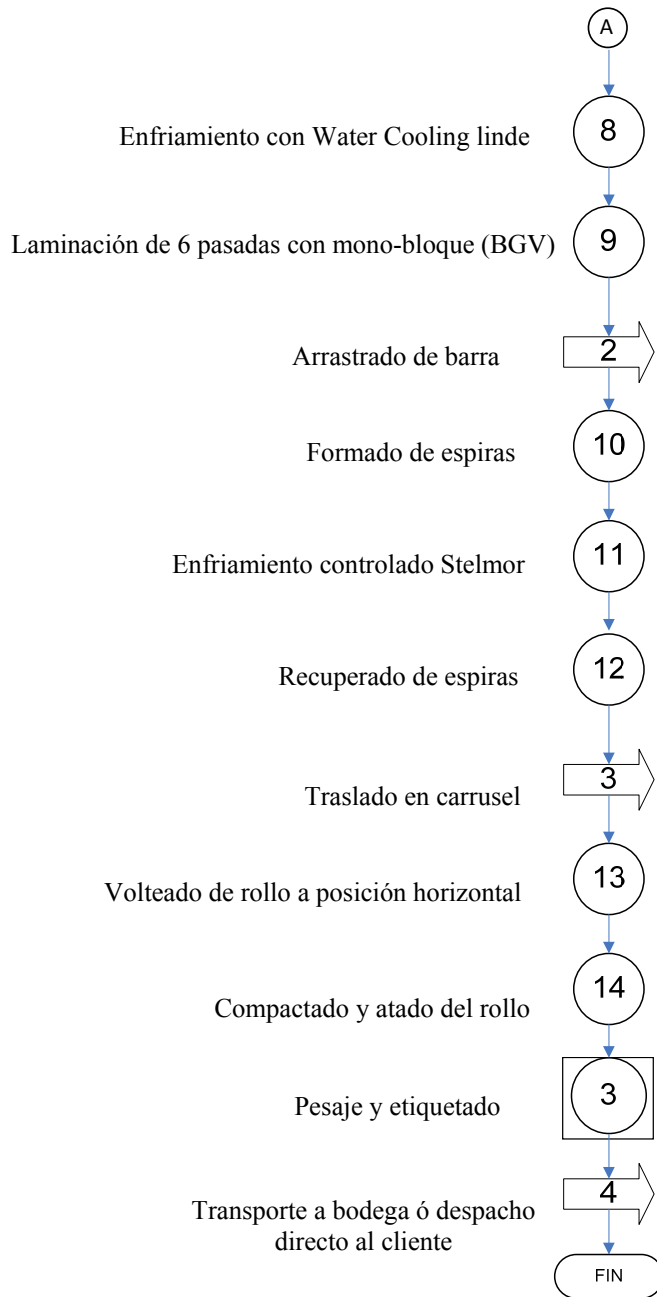 A
Enfriamiento con Water Cooling linde
8
Laminación de 6 pasadas con mono-bloque (BGV)
9
Arrastrado de barra
2
Formado de espiras
10
Enfriamiento controlado Stelmor
11
Recuperado de espiras
12
Traslado en carrusel
3
Volteado de rollo a posición horizontal
13
Compactado y atado del rollo
14
Pesaje y etiquetado
3
Transporte a bodega ó despacho
directo al cliente
4
FIN